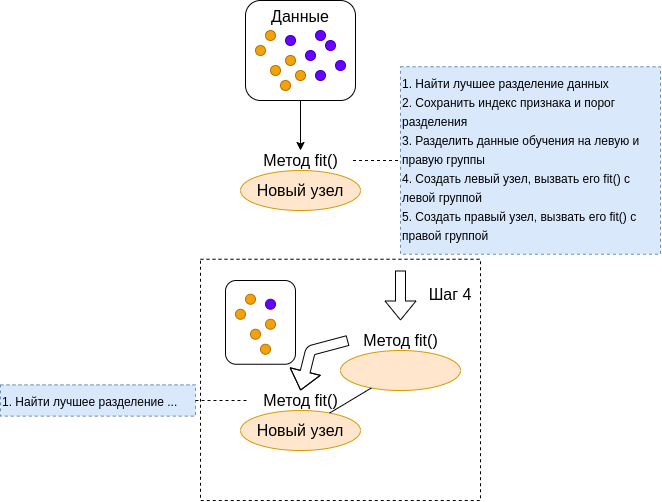 Данные
1. Найти лучшее разделение данных
2. Сохранить индекс признака и порог
разделения
3. Разделить данные обучения на левую и
правую группы
4. Создать левый узел, вызвать его fit() с
левой группой
5. Создать правый узел, вызвать его fit() с
правой группой
Метод fit()
Новый узел
Шаг 4
Метод fit()
1. Найти лучшее разделение ...
Метод fit()
Новый узел